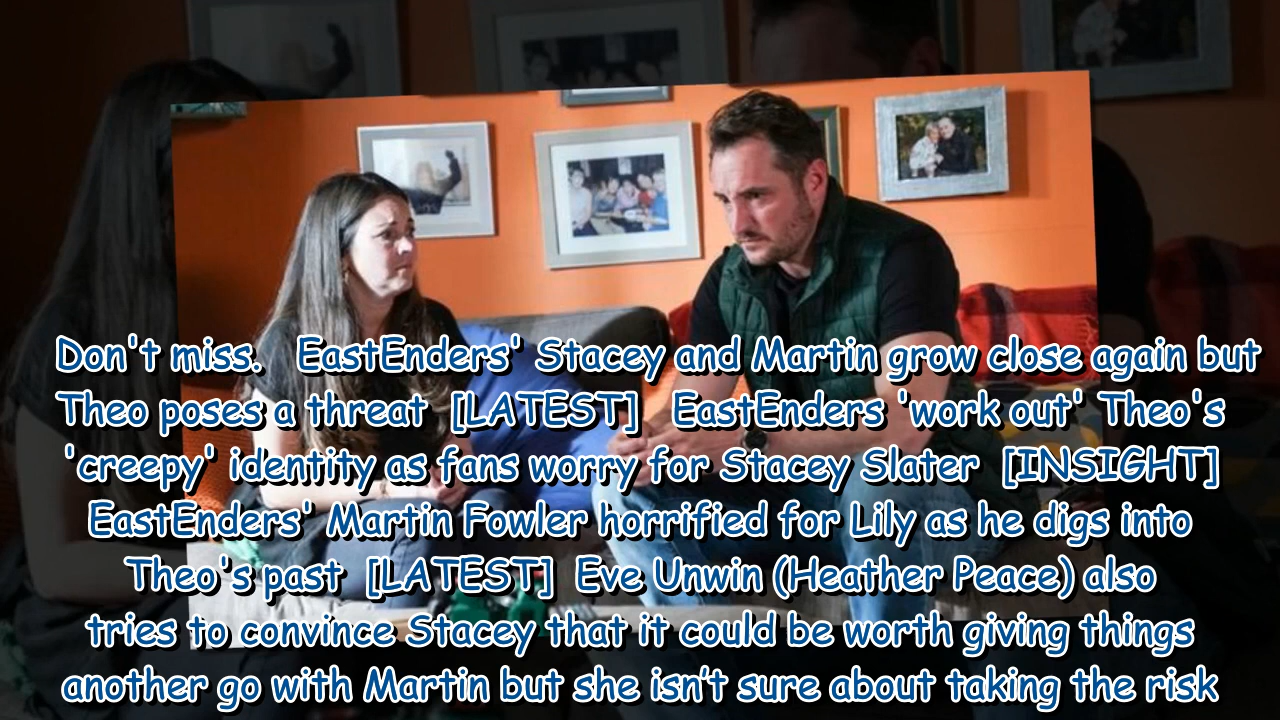 Don't miss.   EastEnders' Stacey and Martin grow close again but
Theo poses a threat  [LATEST]   EastEnders 'work out' Theo's
'creepy' identity as fans worry for Stacey Slater  [INSIGHT]
EastEnders' Martin Fowler horrified for Lily as he digs into
Theo's past  [LATEST]  Eve Unwin (Heather Peace) also
tries to convince Stacey that it could be worth giving things
another go with Martin but she isn’t sure about taking the risk